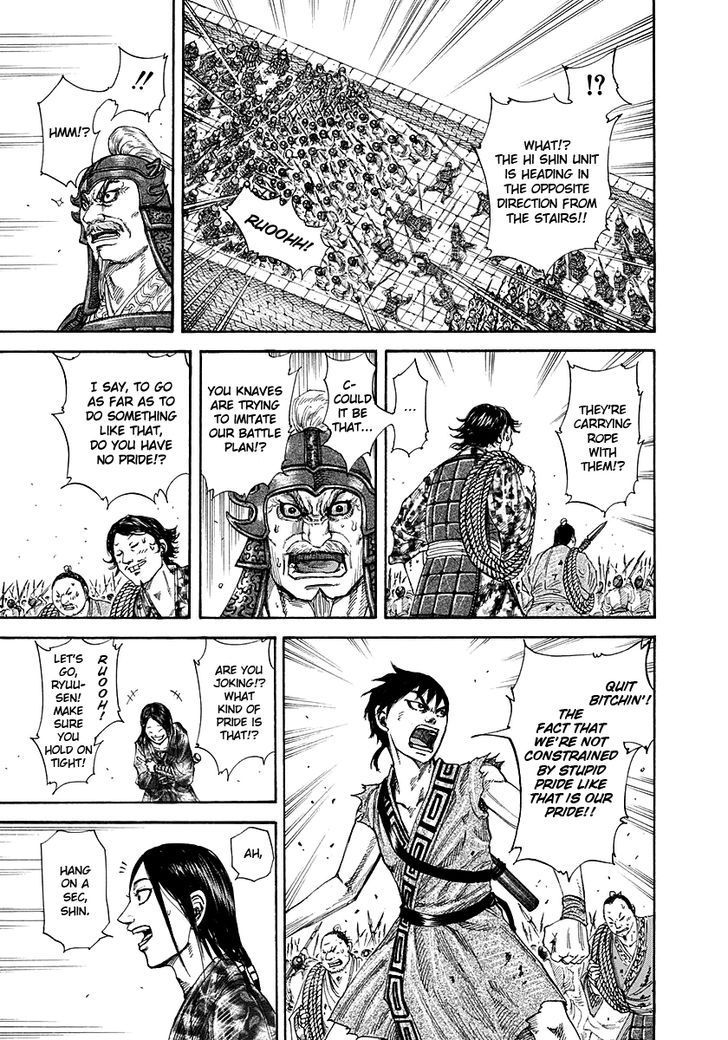 !?
WHAT!?
THE HI SHIN UNIT
IS HEADING
IN THE
OPPOSITE
DIRECTION FROM
THE STAIRS!!
RUOOHH!
!!
HMM!?
THEY'RE
CARRYING
ROPE
WITH
THEM!?
...
C-
COULD
IT BE
THAT...
YOU KNAVES
ARE TRYING
TO IMITATE
OUR BATTLE
PLAN!?
I SAY, TO GO
AS FAR AS TO
DO SOMETHING
LIKE THAT,
DO YOU HAVE
NO PRIDE!?
QUIT
BITCHIN'!
THE
FACT THAT
WE'RE NOT
CONSTRAINED
BY STUPID
PRIDE LIKE
THAT IS OUR
PRIDE!!
ARE YOU
JOKING!?
WHAT
KIND OF
PRIDE IS
THAT!?
RUOOH!
LET'S
GO,
RYUU-
SEN!
MAKE
SURE
YOU
HOLD ON
TIGHT!
AH,
HANG
ON A
SEC,
SHIN.